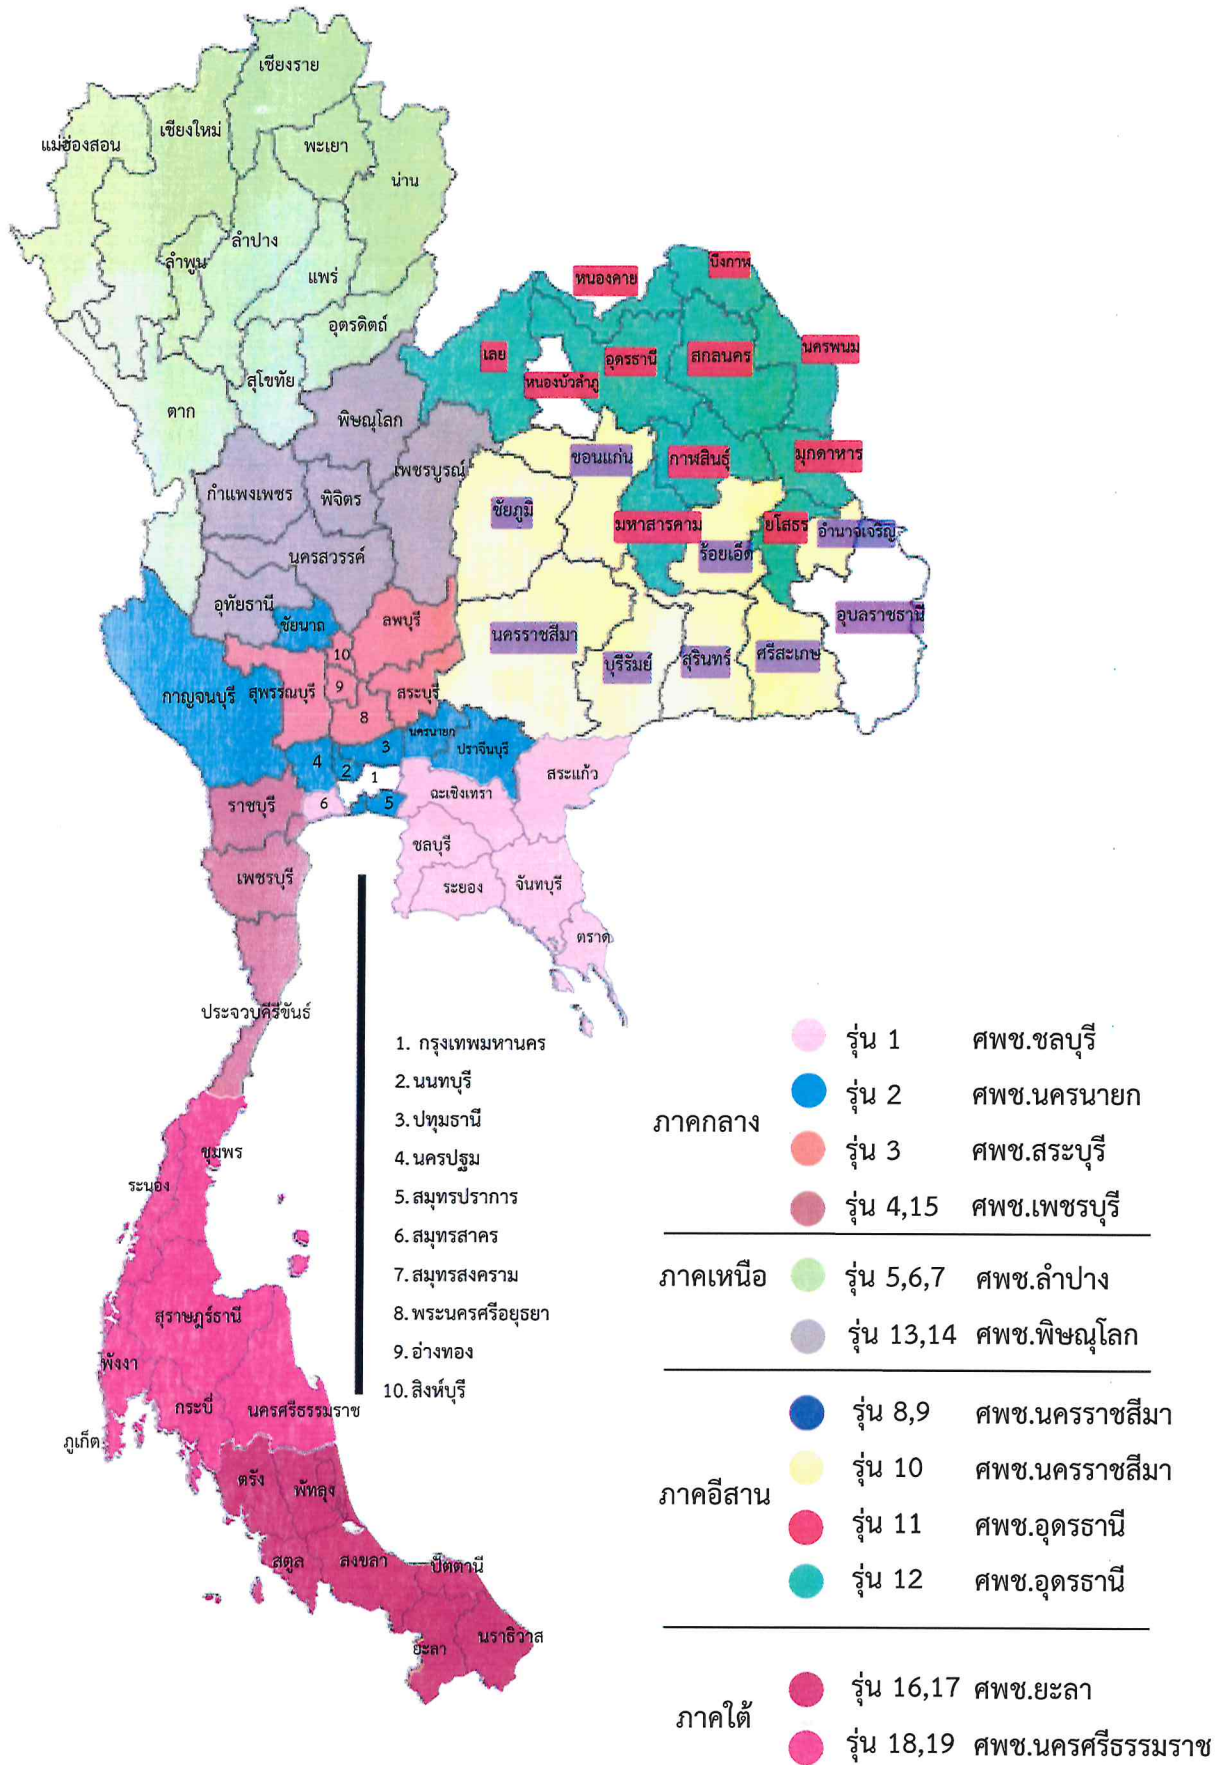 เชียงราย
เชียงใหม่
แม่ฮ่องสอน
พะเยา
น่าน
ลำปาง
ลำพูน
แพร่
อุตรดิตถ์
สุโขทัย
ตาก
พิษณุโลก
เพชรบูรณ์
กำแพงเพชร
พิจิตร
นครสวรรค์
อุทัยธานี
ชัยนาท
ลพบุรี
10
9
8
สุพรรณบุรี
สระบุรี
กาญจนบุรี
นครนายก
ปราจีนบุรี
3
4
2
1
6
5
ฉะเชิงเทรา
สระแก้ว
ชลบุรี
ระยอง
จันทบุรี
ตราด
ราชบุรี
เพชรบุรี
ประจวบคีรีขันธ์
หนองคาย
บึงกาฬ
เลย
อุดรธานี
สกลนคร
นครพนม
หนองบัวลำภู
ขอนแก่น
กาฬสินธุ์
มุกดาหาร
ชัยภูมิ
มหาสารคาม
ร้อยเอ็ด
ยโสธร
อำนาจเจริญ
อุบลราชธานี
นครราชสีมา
บุรีรัมย์
สุรินทร์
ศรีสะเกษ
ชุมพร
ระนอง
สุราษฎร์ธานี
พังงา
กระบี่
นครศรีธรรมราช
ภูเก็ต
ตรัง
พัทลุง
สตูล
สงขลา
ปัตตานี
ยะลา
นราธิวาส
1. กรุงเทพมหานคร
2. นนทบุรี
3. ปทุมธานี
4. นครปฐม
5. สมุทรปราการ
6. สมุทรสาคร
7. สมุทรสงคราม
8. พระนครศรีอยุธยา
9. อ่างทอง
10. สิงห์บุรี
ภาคกลาง
รุ่น 1 ศพช.ชลบุรี
รุ่น 2 ศพช.นครนายก
รุ่น 3 ศพช.สระบุรี
รุ่น 4,15 ศพช.เพชรบุรี
ภาคเหนือ
รุ่น 5,6,7 ศพช.ลำปาง
รุ่น 13,14 ศพช.พิษณุโลก
ภาคอีสาน
รุ่น 8,9 ศพช.นครราชสีมา
รุ่น 10 ศพช.นครราชสีมา
รุ่น 11 ศพช.อุดรธานี
รุ่น 12 ศพช.อุดรธานี
ภาคใต้
รุ่น 16,17 ศพช.ยะลา
รุ่น 18,19 ศพช.นครศรีธรรมราช